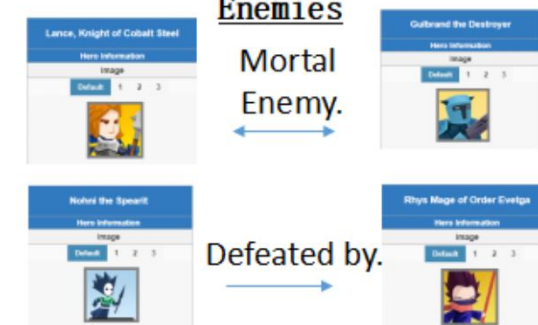 Enemies
Lance, Knight of Cobalt Steel
Hero Information
Image
Default 1 2 3
Mortal
Enemy.
Gulbrand the Destroyer
Hero Information
Image
Default 1 2 3
Nohni the Spearit
Hero Information
Image
Default 1 2 3
Defeated by.
Rhys Mage of Order Evetga
Hero Information
Image
Default 1 2 3